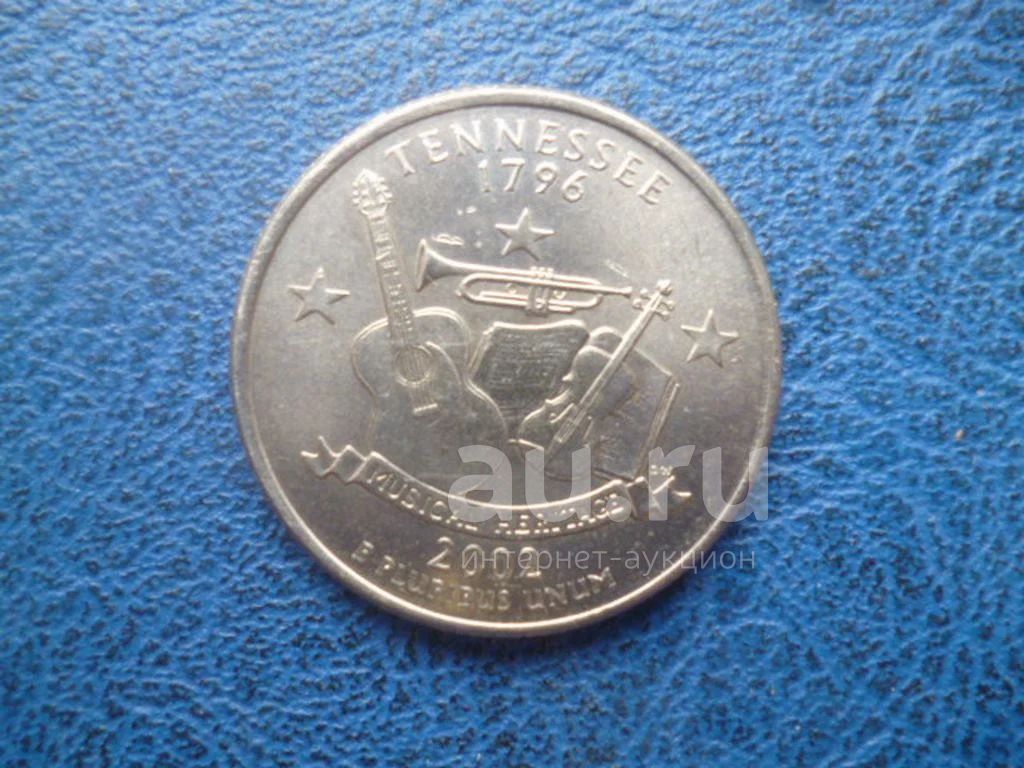 TENNESSEE
1796
MUSICAL HERITAGE
2002
E PLURIBUS UNUM
au.ru
интернет-аукцион